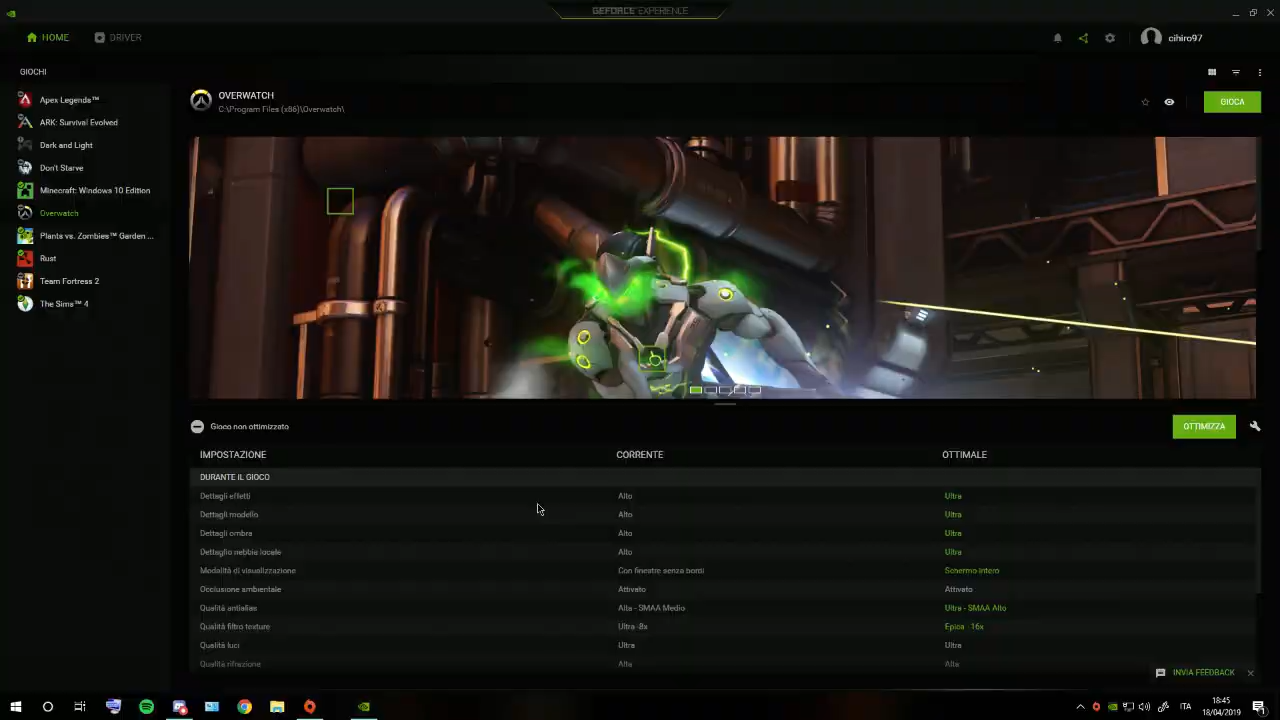 GEFORCE EXPERIENCE
HOME DRIVER cihiro97
GIOCHI
Apex Legends™
ARK: Survival Evolved
Dark and Light
Don't Starve
Minecraft: Windows 10 Edition
Overwatch
Plants vs. Zombies™ Garden ...
Rust
Team Fortress 2
The Sims™ 4
OVERWATCH
C:\Program Files (x86)\Overwatch\
GIOCA
Gioco non ottimizzato
OTTIMIZZA
IMPOSTAZIONE CORRENTE OTTIMALE
DURANTE IL GIOCO
Dettagli effetti Alto Ultra
Dettagli modello Alto Ultra
Dettagli ombra Alto Ultra
Dettaglio nebbia locale Alto Ultra
Modalità di visualizzazione Con finestre senza bordi Schermo intero
Occlusione ambientale Attivato Attivato
Qualità antialias Alta - SMAA Medio Ultra - SMAA Alto
Qualità filtro texture Ultra -8x Epica -16x
Qualità luci Ultra Ultra
Qualità rifrazione Alta Alta
INVIA FEEDBACK
ITA
18:45
18/04/2019